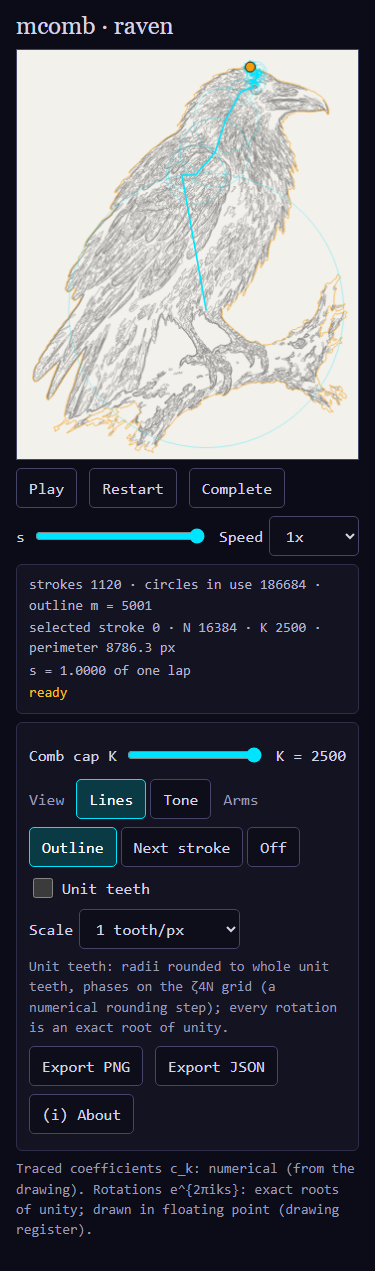 mcomb · raven
Play Restart Complete
s Speed 1x
strokes 1120 · circles in use 186684 ·
outline m = 5001
selected stroke 0 · N 16384 · K 2500 ·
perimeter 8786.3 px
s = 1.0000 of one lap
ready
Comb cap K K = 2500
View Lines Tone Arms
Outline Next stroke Off
Unit teeth
Scale 1 tooth/px
Unit teeth: radii rounded to whole unit
teeth, phases on the ζ4N grid (a
numerical rounding step); every rotation
is an exact root of unity.
Export PNG Export JSON
(i) About
Traced coefficients c_k: numerical (from the
drawing). Rotations e^{2πiks}: exact roots
of unity; drawn in floating point (drawing
register).